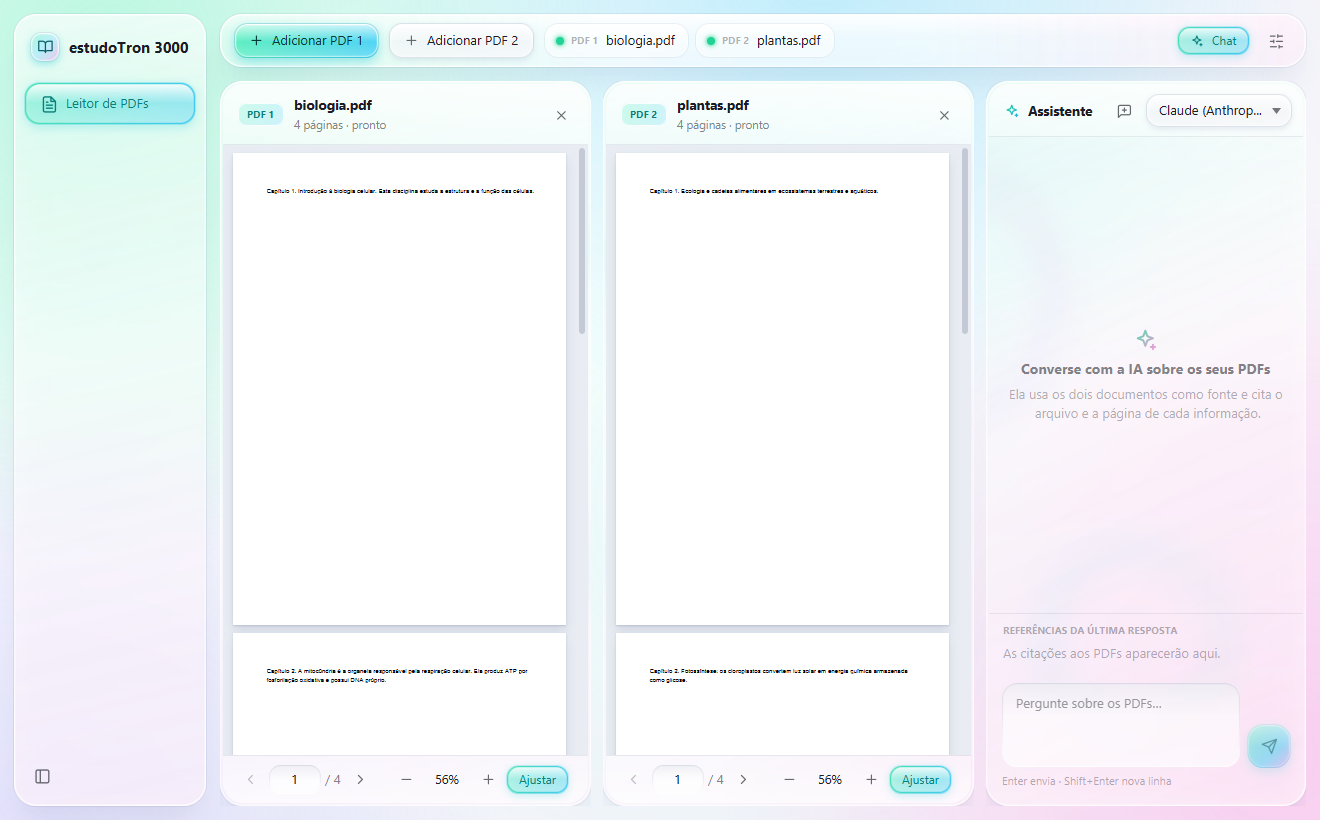 estudoTron 3000
Leitor de PDFs
Adicionar PDF 1
Adicionar PDF 2
PDF 1 biologia.pdf
PDF 2 plantas.pdf
Chat
PDF 1
biologia.pdf
4 páginas · pronto
Capítulo 1. Introdução à biologia celular. Esta disciplina estuda a estrutura e a função das células.
Capítulo 2. A mitocôndria é a organela responsável pela respiração celular. Ela produz ATP por
fosforilação oxidativa e possui DNA próprio.
1 / 4
56%
Ajustar
PDF 2
plantas.pdf
4 páginas · pronto
Capítulo 1. Ecologia e cadeias alimentares em ecossistemas terrestres e aquáticos.
Capítulo 2. Fotossíntese: os cloroplastos convertem luz solar em energia química armazenada
como glicose.
1 / 4
56%
Ajustar
Assistente
Claude (Anthrop...
Converse com a IA sobre os seus PDFs
Ela usa os dois documentos como fonte e cita o
arquivo e a página de cada informação.
REFERÊNCIAS DA ÚLTIMA RESPOSTA
As citações aos PDFs aparecerão aqui.
Pergunte sobre os PDFs...
Enter envia · Shift+Enter nova linha